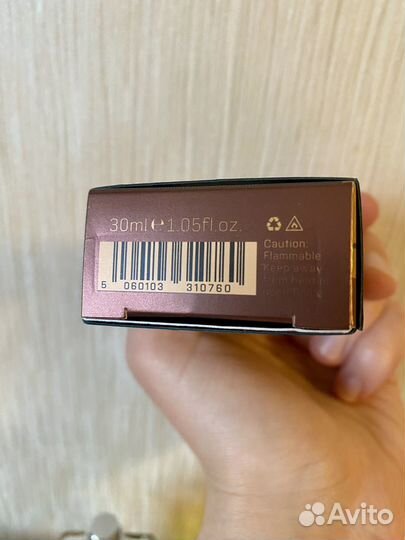 30ml e 1.05fl.oz.
Caution:
Flammable
Keep away
5 060103 310760
Avito